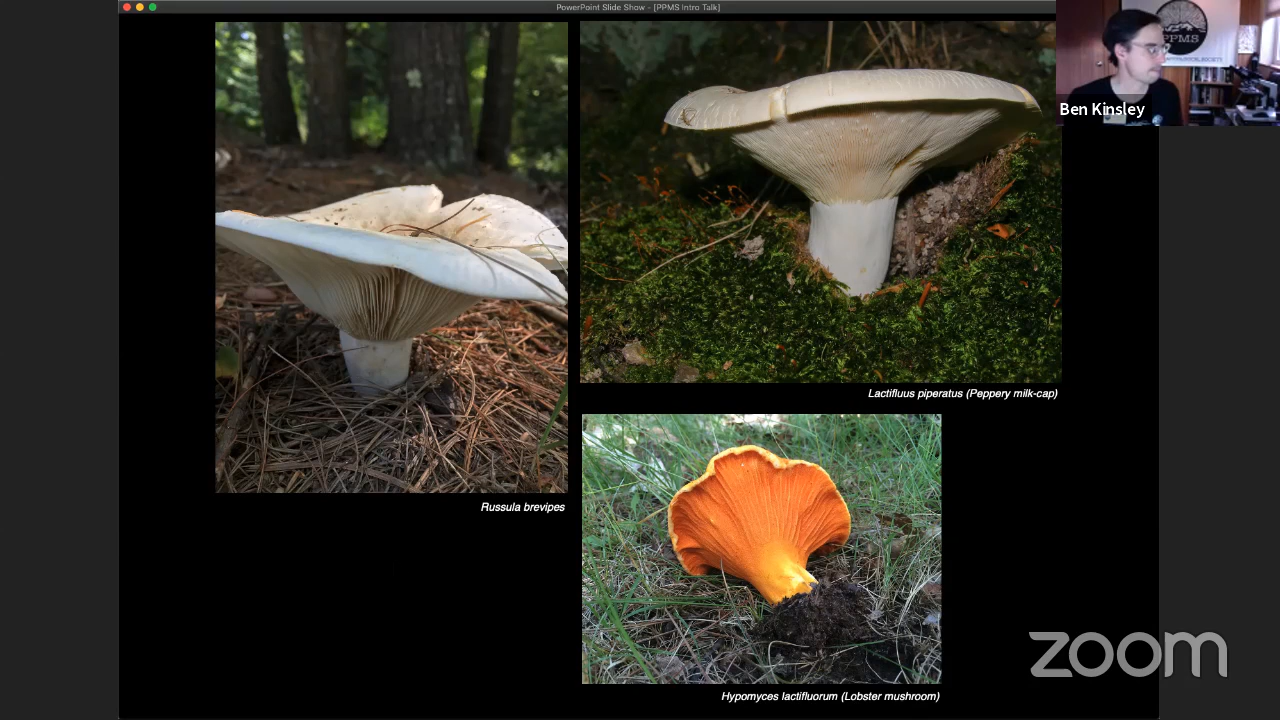 PowerPoint Slide Show - [PPMS Intro Talk]
PPMS
Ben Kinsley
Lactifluus piperatus (Peppery milk-cap)
Russula brevipes
Hypomyces lactifluorum (Lobster mushroom)
zoom